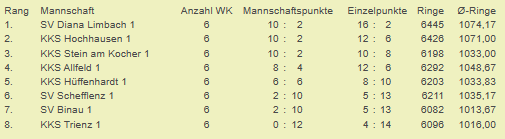 Rang Mannschaft Anzahl WK Mannschaftspunkte Einzelpunkte Ringe Ø-Ringe
1. SV Diana Limbach 1 6 10 : 2 16 : 2 6445 1074,17
2. KKS Hochhausen 1 6 10 : 2 12 : 6 6426 1071,00
3. KKS Stein am Kocher 1 6 10 : 2 10 : 8 6198 1033,00
4. KKS Allfeld 1 6 8 : 4 12 : 6 6292 1048,67
5. KKS Hüffenhardt 1 6 6 : 6 8 : 10 6203 1033,83
6. SV Schefflenz 1 6 2 : 10 5 : 13 6211 1035,17
7. SV Binau 1 6 2 : 10 5 : 13 6082 1013,67
8. KKS Trienz 1 6 0 : 12 4 : 14 6096 1016,00